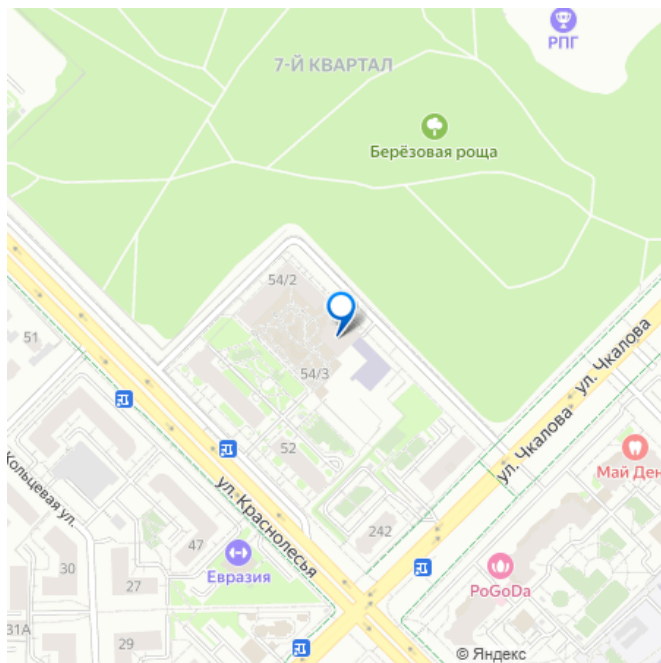 РПГ
7-Й КВАРТАЛ
Берёзовая роща
54/2
51
ул. Чкалова
54/3
ул. Чкалова
52
Май Ден
Кольцевая ул.
ул. Краснолесья
242
47
Евразия
30
27
PoGoDa
31А
29
© Яндекс